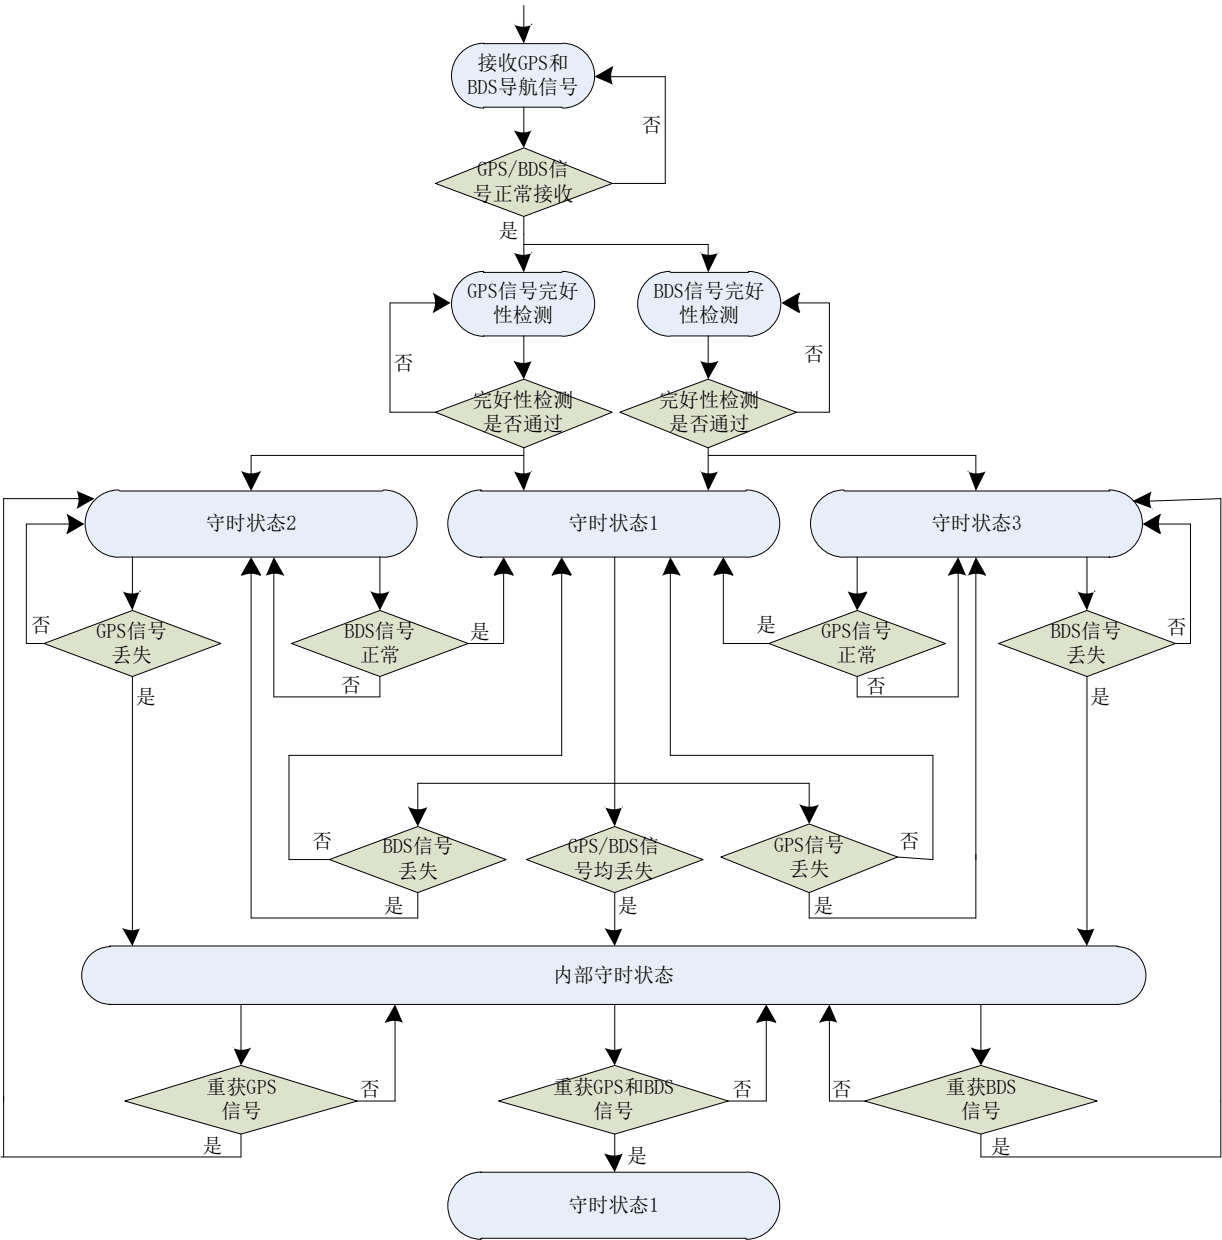 接收GPS和
BDS导航信号
否
GPS/BDS信
号正常接收
是
GPS信号完好
性检测
BDS信号完好
性检测
否
否
完好性检测
是否通过
完好性检测
是否通过
守时状态2
守时状态1
守时状态3
否
GPS信号
丢失
BDS信号
正常
是
是
GPS信号
正常
BDS信号
丢失
否
是
否
否
是
否
BDS信号
丢失
GPS/BDS信
号均丢失
GPS信号
丢失
否
是
是
是
内部守时状态
重获GPS
信号
否
重获GPS和BDS
信号
否
否
重获BDS
信号
是
是
是
守时状态1